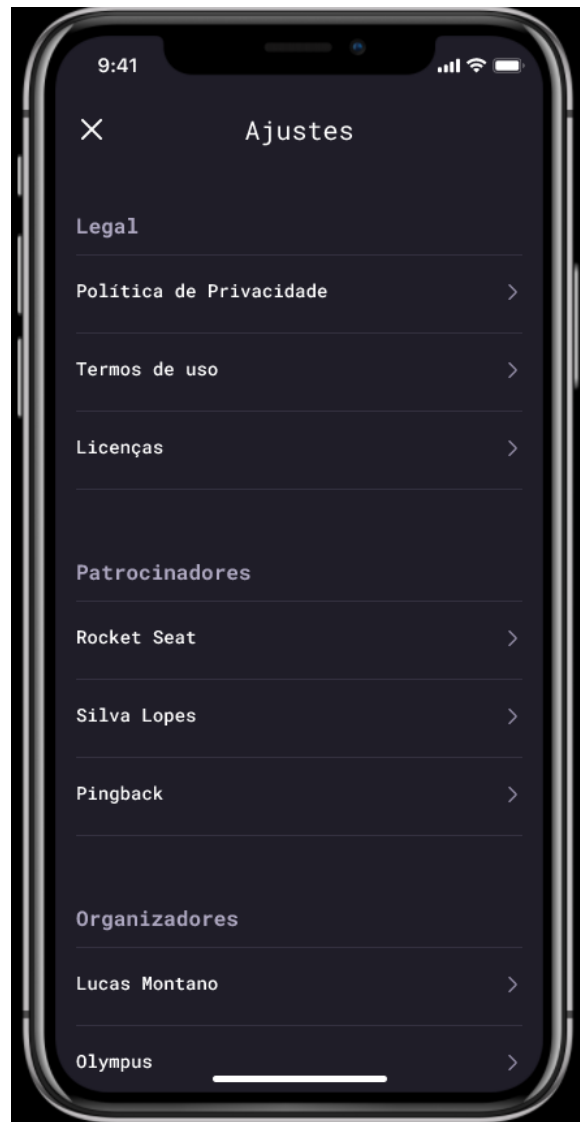 9:41
Ajustes
Legal
Política de Privacidade
Termos de uso
Licenças
Patrocinadores
Rocket Seat
Silva Lopes
Pingback
Organizadores
Lucas Montano
Olympus